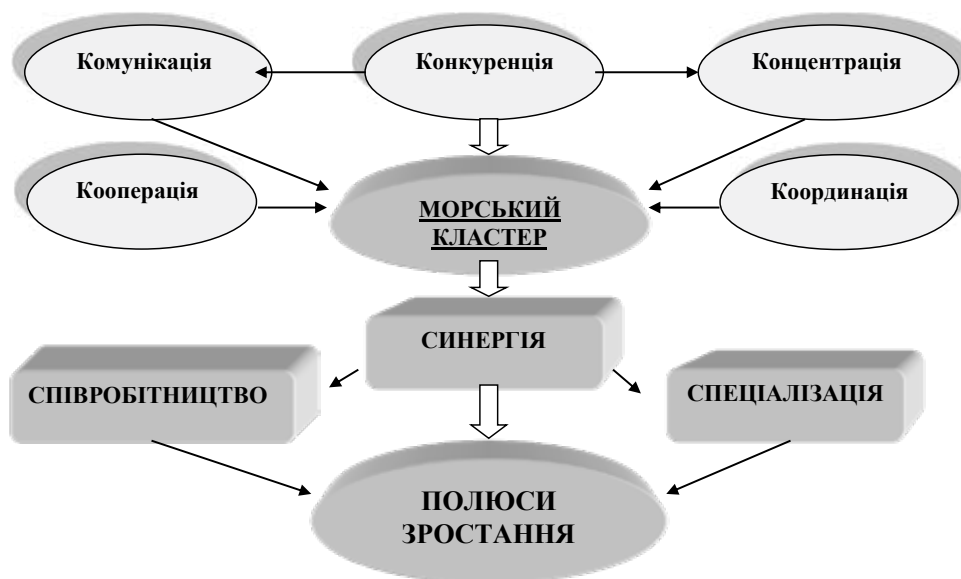 Комунікація
Конкуренція
Концентрація
Кооперація
МОРСЬКИЙ
КЛАСТЕР
Координація
СИНЕРГІЯ
СПІВРОБІТНИЦТВО
СПЕЦІАЛІЗАЦІЯ
ПОЛЮСИ
ЗРОСТАННЯ